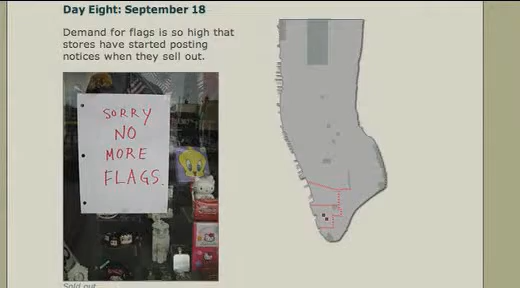 Day Eight: September 18
Demand for flags is so high that
stores have started posting
notices when they sell out.
SORRY
NO
MORE
FLAGS.
Sold out